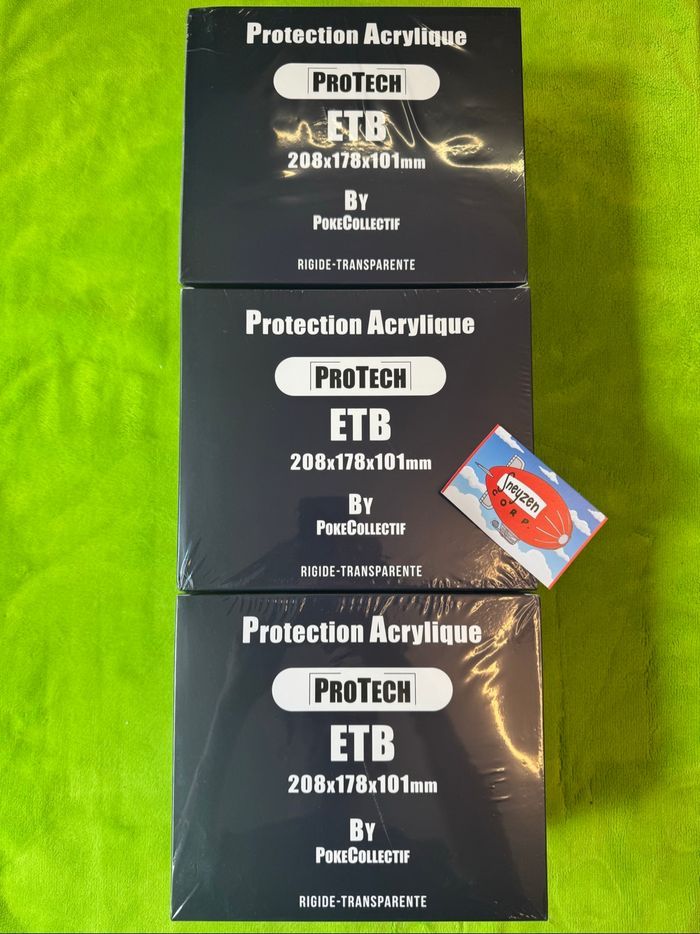 Protection Acrylique
PROTECH
ETB
208x178x101mm
BY
POKECOLLECTIF
RIGIDE-TRANSPARENTE
Protection Acrylique
PROTECH
ETB
208x178x101mm
BY
POKECOLLECTIF
RIGIDE-TRANSPARENTE
Sneyzen
CORP.
Protection Acrylique
PROTECH
ETB
208x178x101mm
BY
POKECOLLECTIF
RIGIDE-TRANSPARENTE